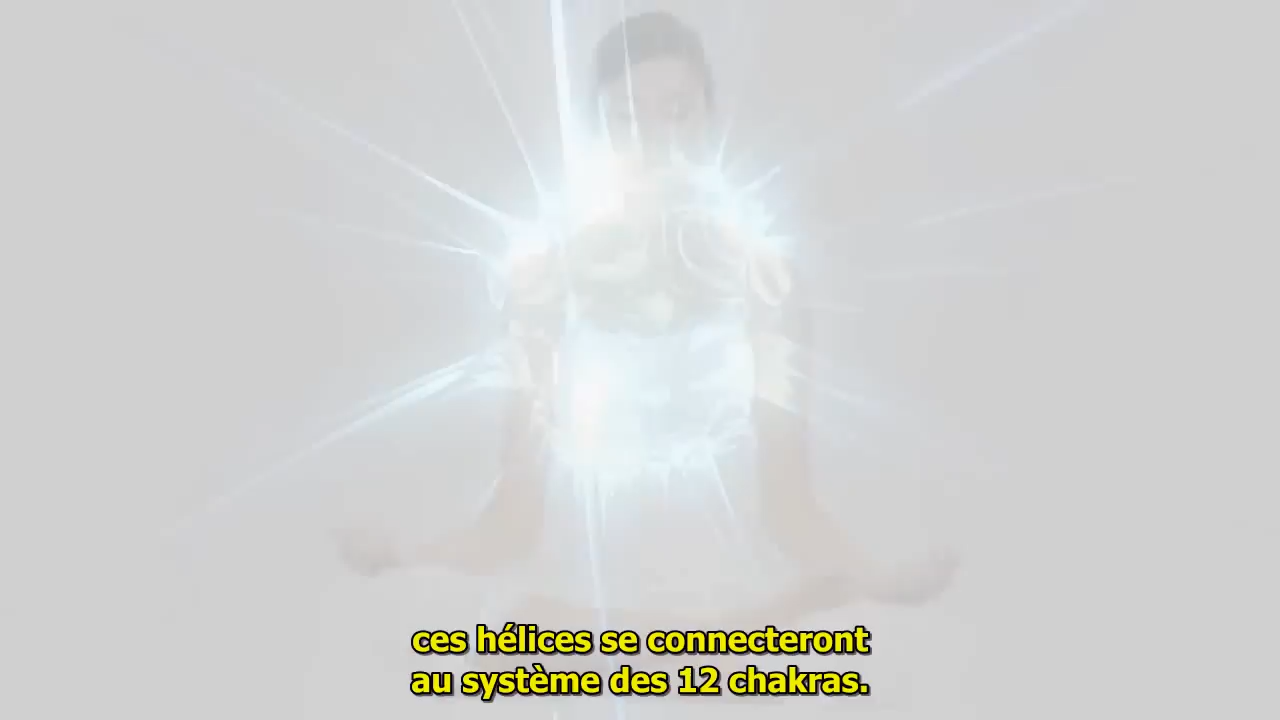 ces hélices se connecteront
au système des 12 chakras.